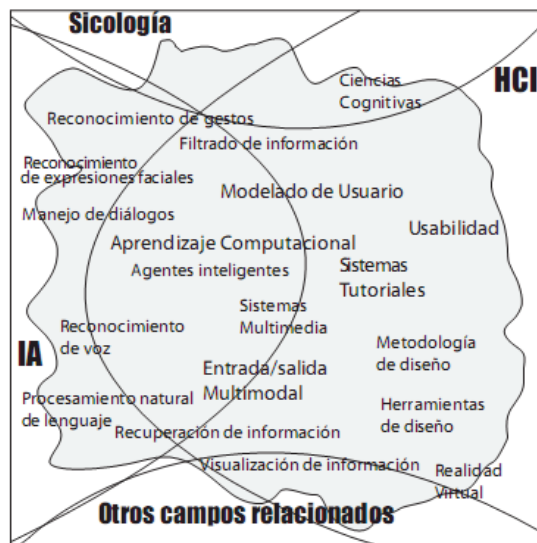 Sicología
HCI
Ciencias
Cognitivas
Reconocimiento de gestos
Filtrado de información
Reconocimiento
de expresiones faciales
Modelado de Usuario
Manejo de diálogos
Usabilidad
Aprendizaje Computacional
Agentes inteligentes
Sistemas
Tutoriales
Sistemas
Multimedia
Reconocimiento
de voz
IA
Metodología
de diseño
Entrada/salida
Multimodal
Procesamiento natural
de lenguaje
Herramientas
de diseño
Recuperación de información
Visualización de información
Realidad
Virtual
Otros campos relacionados